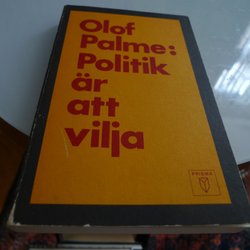 Olof
Palme:
Politik
är
att
vilja
PRISMA